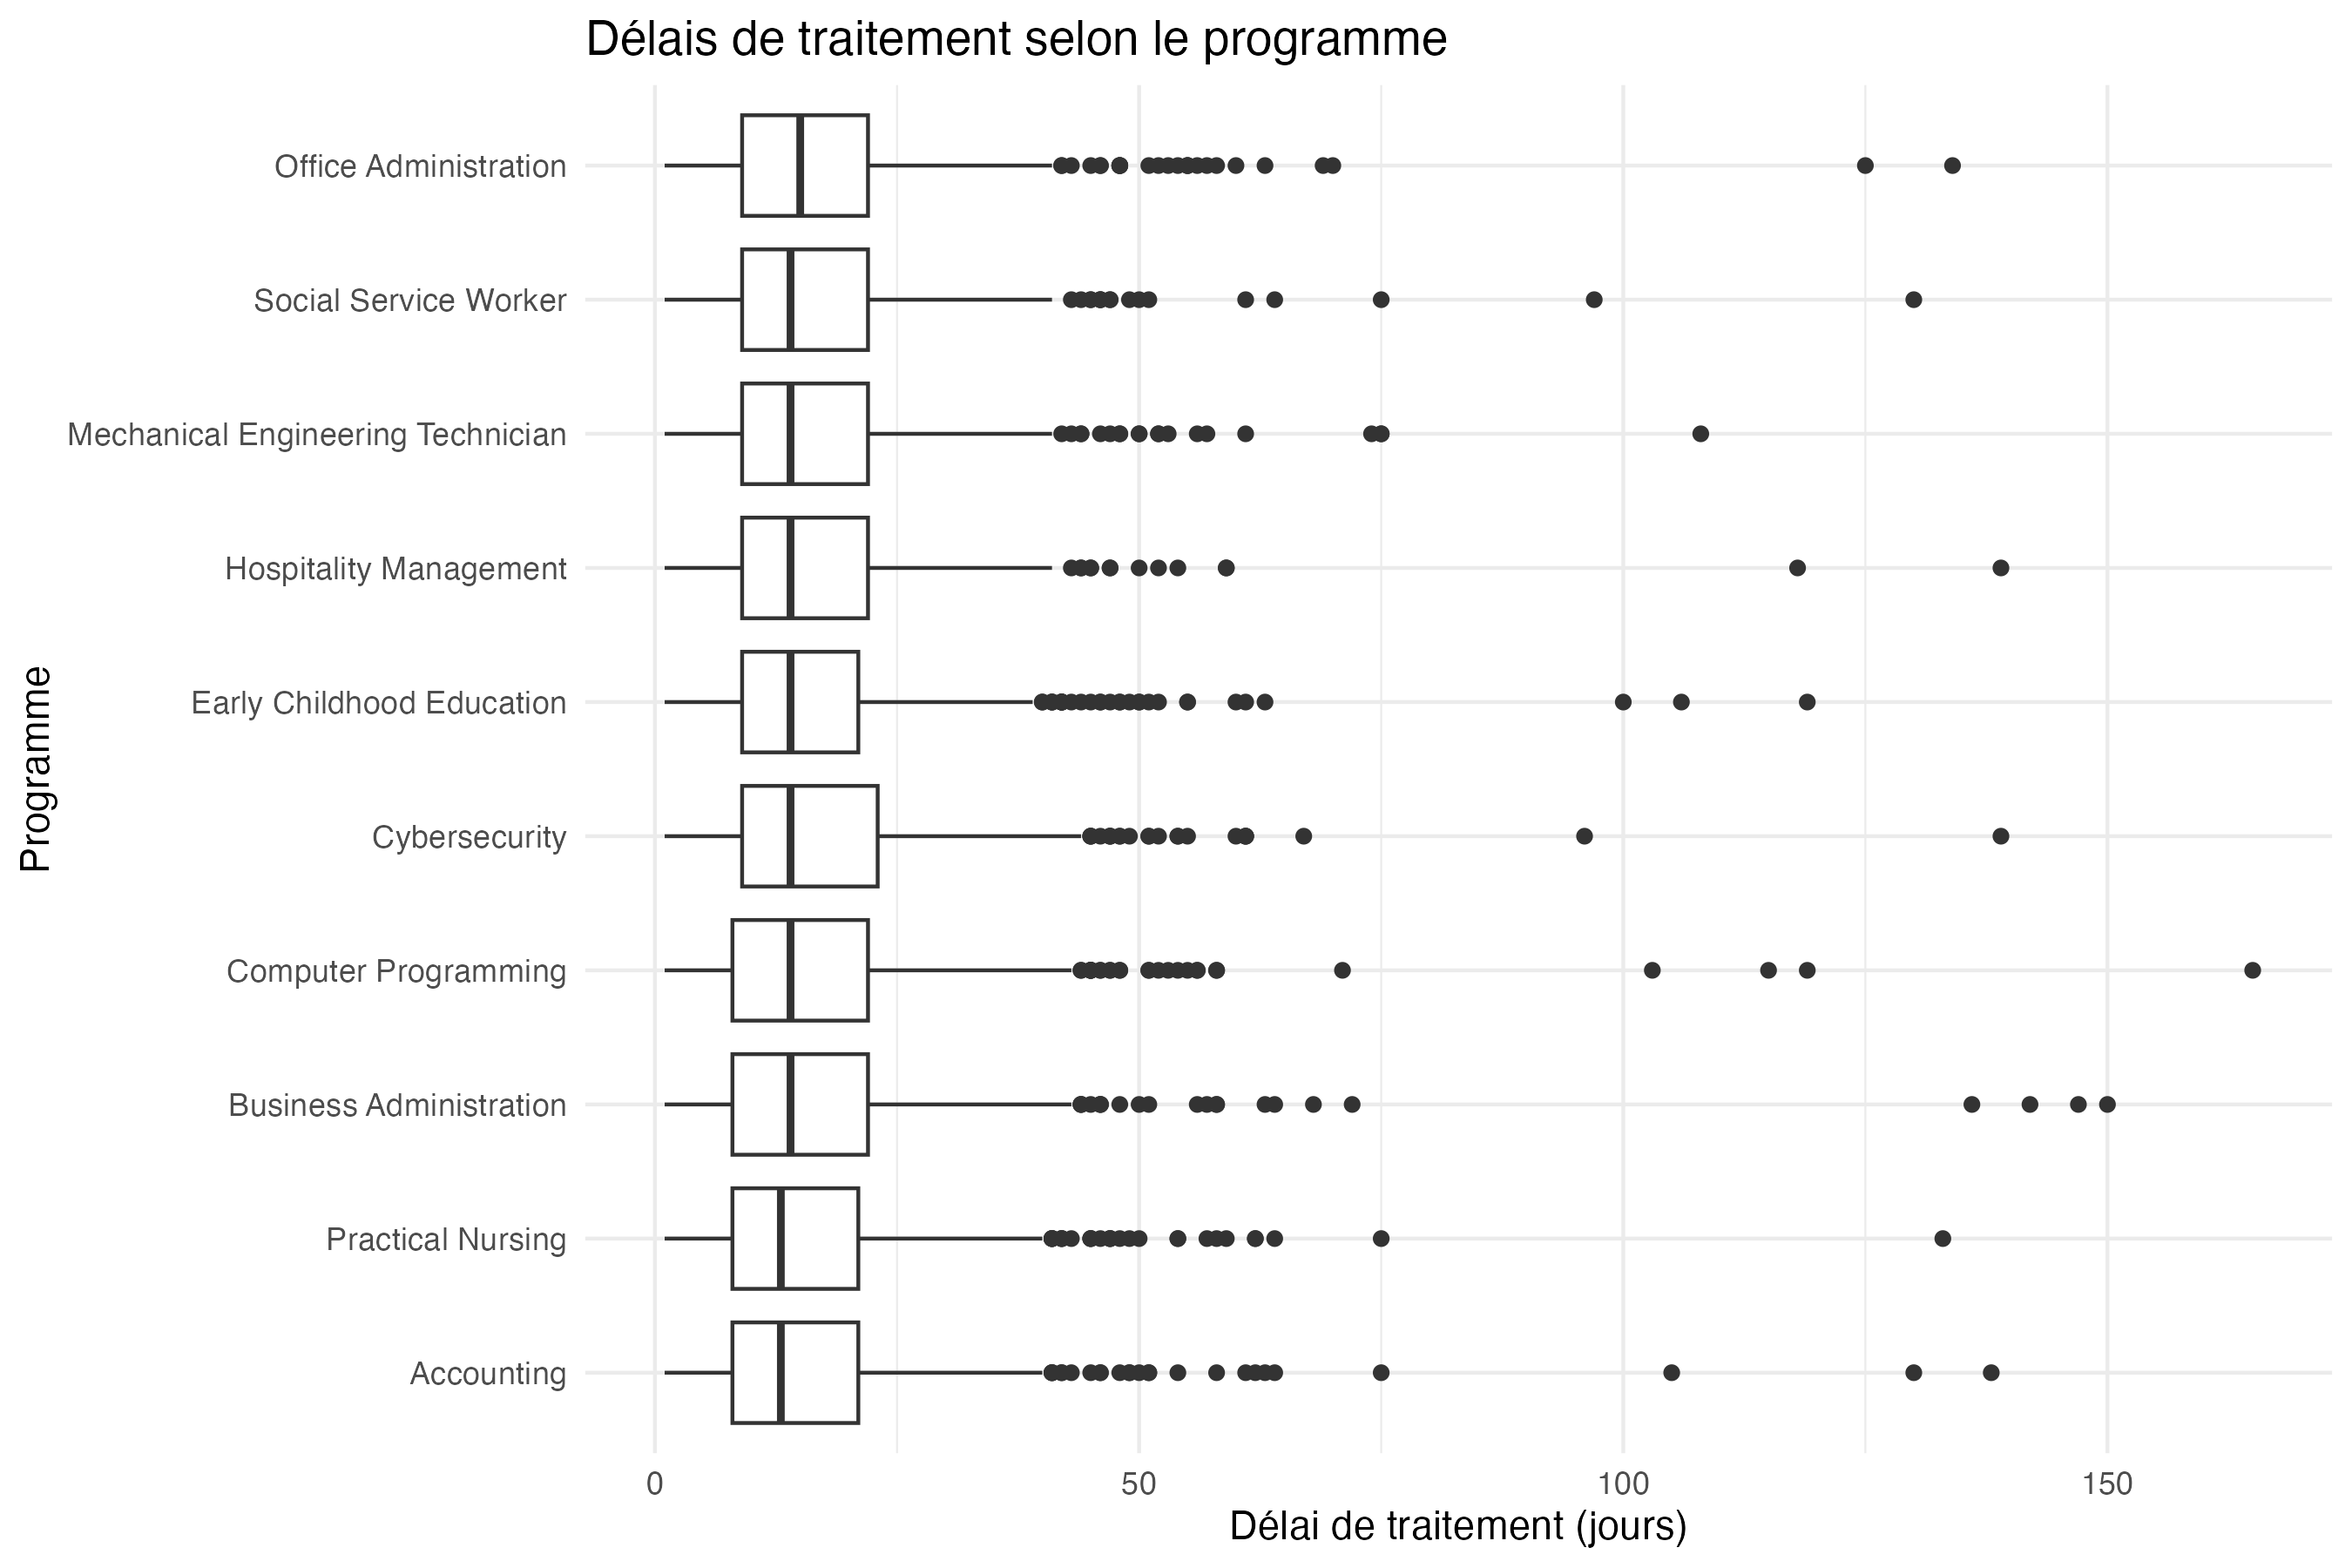 Délais de traitement selon le programme
Programme
Office Administration
Social Service Worker
Mechanical Engineering Technician
Hospitality Management
Early Childhood Education
Cybersecurity
Computer Programming
Business Administration
Practical Nursing
Accounting
0 50 100 150
Délai de traitement (jours)